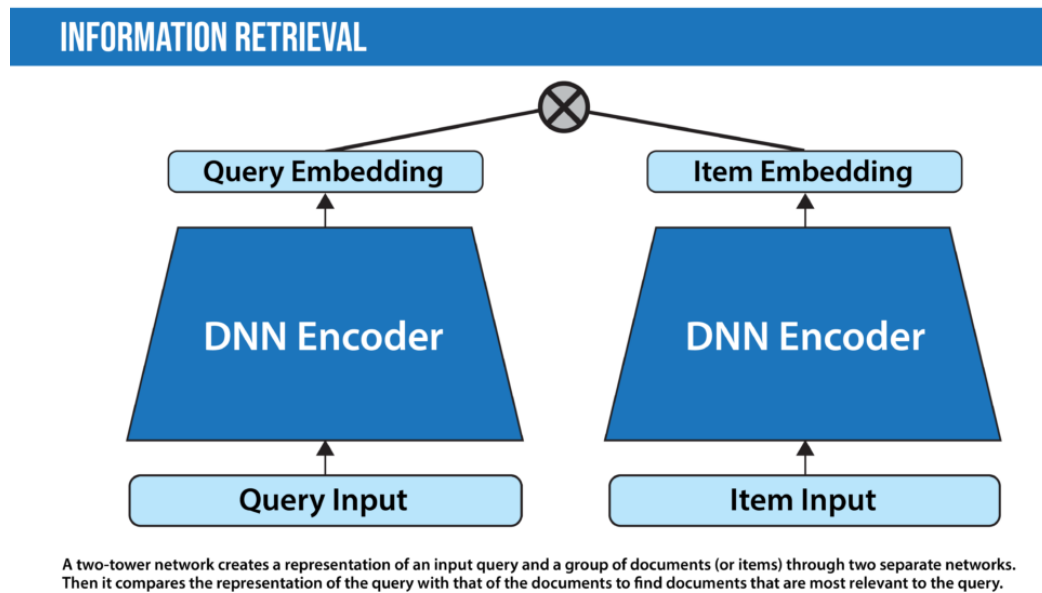 INFORMATION RETRIEVAL
Query Embedding
Item Embedding
DNN Encoder
DNN Encoder
Query Input
Item Input
A two-tower network creates a representation of an input query and a group of documents (or items) through two separate networks.
Then it compares the representation of the query with that of the documents to find documents that are most relevant to the query.